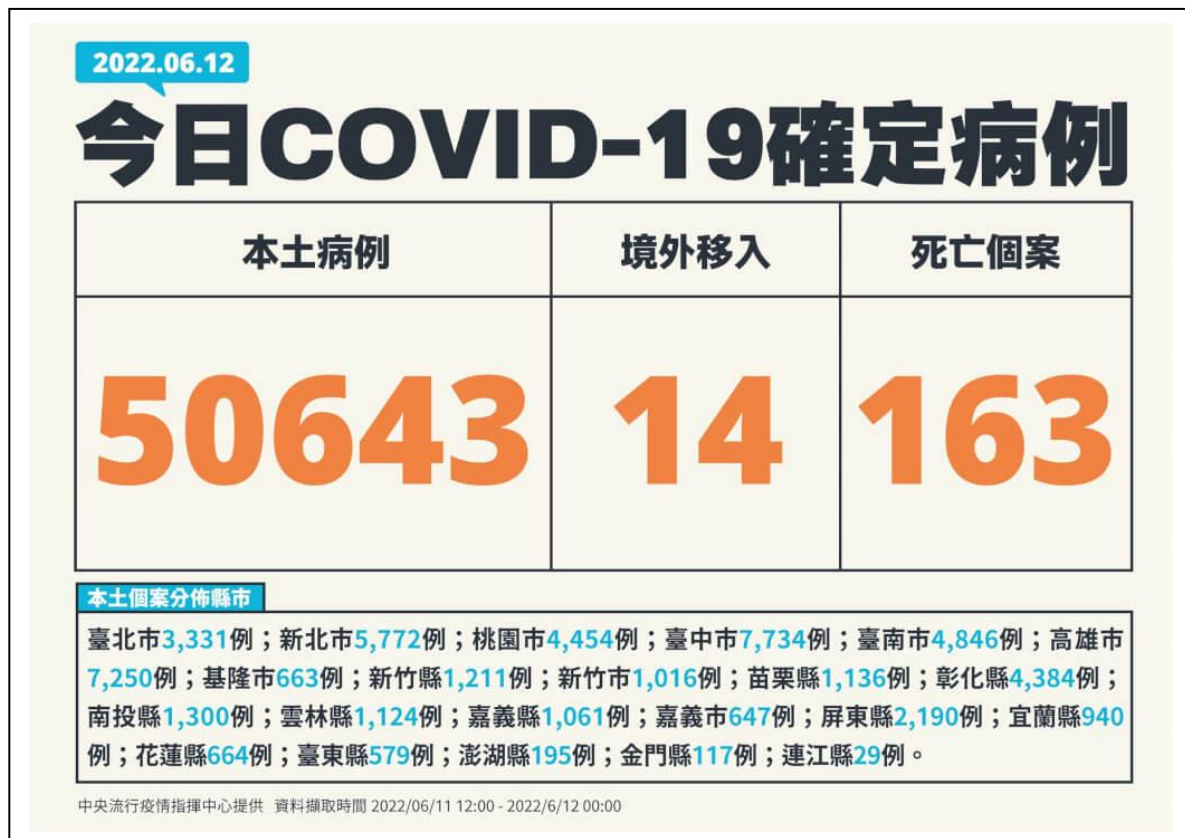 2022.06.12
今日COVID-19確定病例
本土病例
境外移入
死亡個案
50643
14
163
本土個案分佈縣市
臺北市3,331例；新北市5,772例；桃園市4,454例；臺中市7,734例；臺南市4,846例；高雄市
7,250例；基隆市663例；新竹縣1,211例；新竹市1,016例；苗栗縣1,136例；彰化縣4,384例；
南投縣1,300例；雲林縣1,124例；嘉義縣1,061例；嘉義市647例；屏東縣2,190例；宜蘭縣940
例；花蓮縣664例；臺東縣579例；澎湖縣195例；金門縣117例；連江縣29例。
中央流行疫情指揮中心提供 資料擷取時間 2022/06/11 12:00 - 2022/6/12 00:00